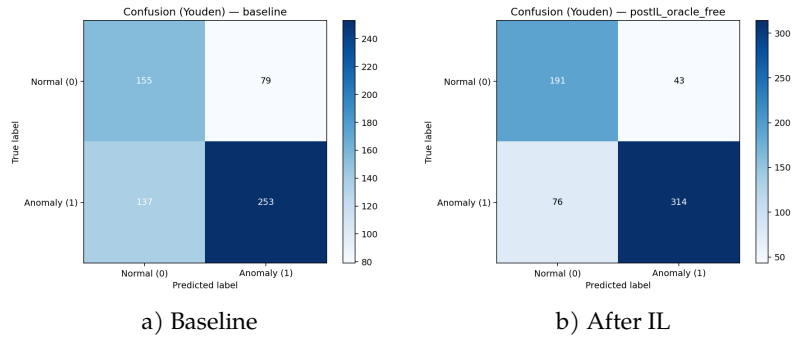 Confusion (Youden) — baseline
Normal (0)
Anomaly (1)
True label
155
79
137
253
Normal (0)
Anomaly (1)
Predicted label
240
220
200
180
160
140
120
100
80
a) Baseline
Confusion (Youden) — postIL_oracle_free
Normal (0)
Anomaly (1)
True label
191
43
76
314
Normal (0)
Anomaly (1)
Predicted label
300
250
200
150
100
50
b) After IL